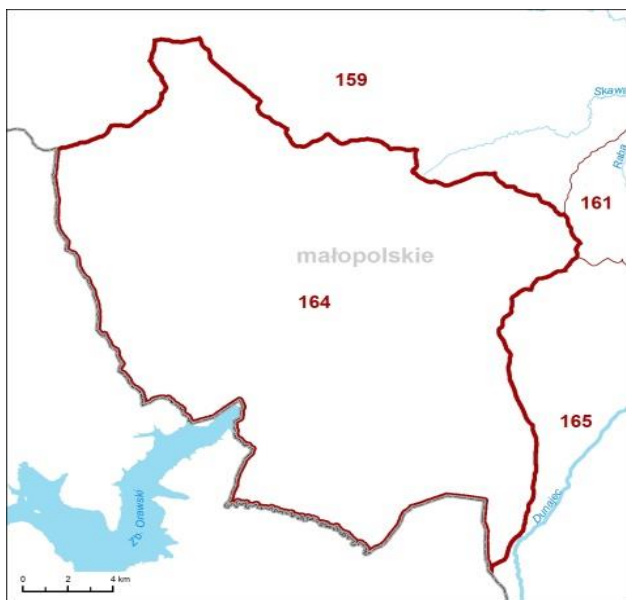 159
Skawa
Raba
161
małopolskie
164
165
Dunajec
Zb. Orawski
0 2 4 km